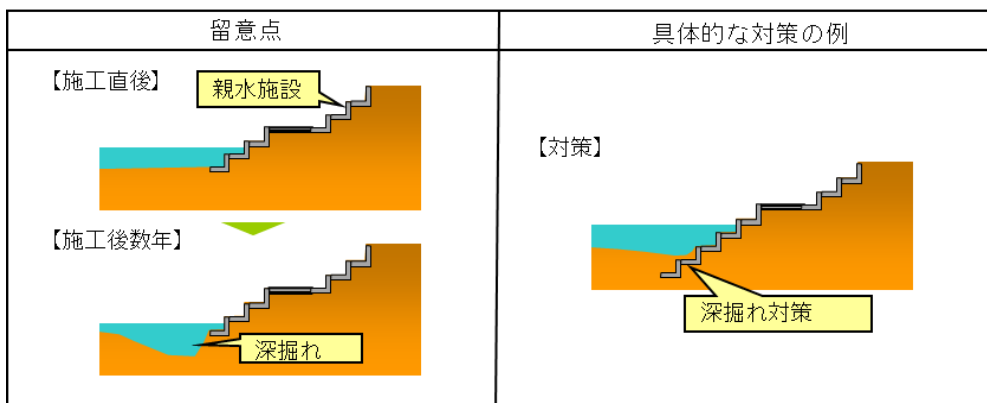 留意点
具体的な対策の例
【施工直後】
親水施設
【施工後数年】
深掘れ
【対策】
深掘れ対策